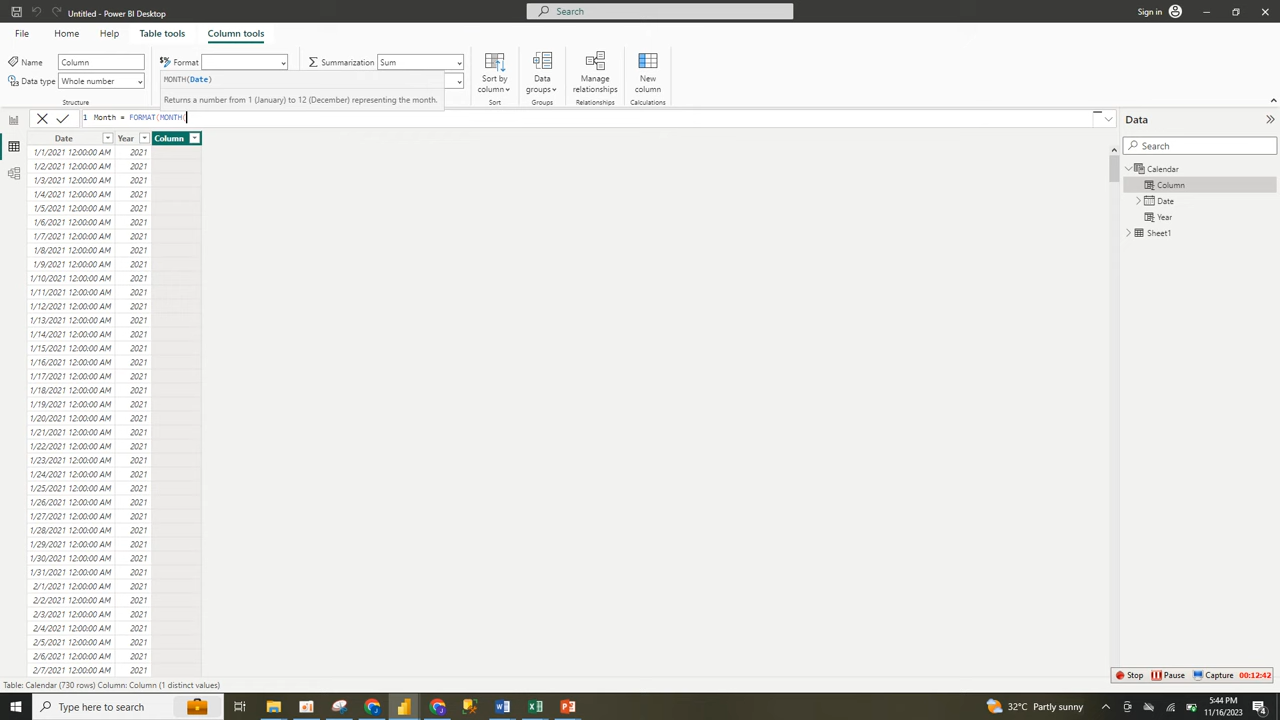 Untitled - Power BI Desktop
Search
Sign in
File
Home
Help
Table tools
Column tools
Name
Column
Format
Summarization
Sum
Data type
Whole number
MONTH(Date)
Returns a number from 1 (January) to 12 (December) representing the month.
Sort by
column
Data
groups
Manage
relationships
New
column
Structure
Sort
Groups
Relationships
Calculations
1 Month = FORMAT(MONTH(
Date
Year
Column
1/1/2021 12:00:00 AM 2021
1/2/2021 12:00:00 AM 2021
1/3/2021 12:00:00 AM 2021
1/4/2021 12:00:00 AM 2021
1/5/2021 12:00:00 AM 2021
1/6/2021 12:00:00 AM 2021
1/7/2021 12:00:00 AM 2021
1/8/2021 12:00:00 AM 2021
1/9/2021 12:00:00 AM 2021
1/10/2021 12:00:00 AM 2021
1/11/2021 12:00:00 AM 2021
1/12/2021 12:00:00 AM 2021
1/13/2021 12:00:00 AM 2021
1/14/2021 12:00:00 AM 2021
1/15/2021 12:00:00 AM 2021
1/16/2021 12:00:00 AM 2021
1/17/2021 12:00:00 AM 2021
1/18/2021 12:00:00 AM 2021
1/19/2021 12:00:00 AM 2021
1/20/2021 12:00:00 AM 2021
1/21/2021 12:00:00 AM 2021
1/22/2021 12:00:00 AM 2021
1/23/2021 12:00:00 AM 2021
1/24/2021 12:00:00 AM 2021
1/25/2021 12:00:00 AM 2021
1/26/2021 12:00:00 AM 2021
1/27/2021 12:00:00 AM 2021
1/28/2021 12:00:00 AM 2021
1/29/2021 12:00:00 AM 2021
1/30/2021 12:00:00 AM 2021
1/31/2021 12:00:00 AM 2021
2/1/2021 12:00:00 AM 2021
2/2/2021 12:00:00 AM 2021
2/3/2021 12:00:00 AM 2021
2/4/2021 12:00:00 AM 2021
2/5/2021 12:00:00 AM 2021
2/6/2021 12:00:00 AM 2021
2/7/2021 12:00:00 AM 2021
Data
Search
Calendar
Column
Date
Year
Sheet1
Table: Calendar (730 rows) Column: Column (1 distinct values)
Stop
Pause
Capture
00:12:42
Type here to search
32°C Partly sunny
5:44 PM
11/16/2023